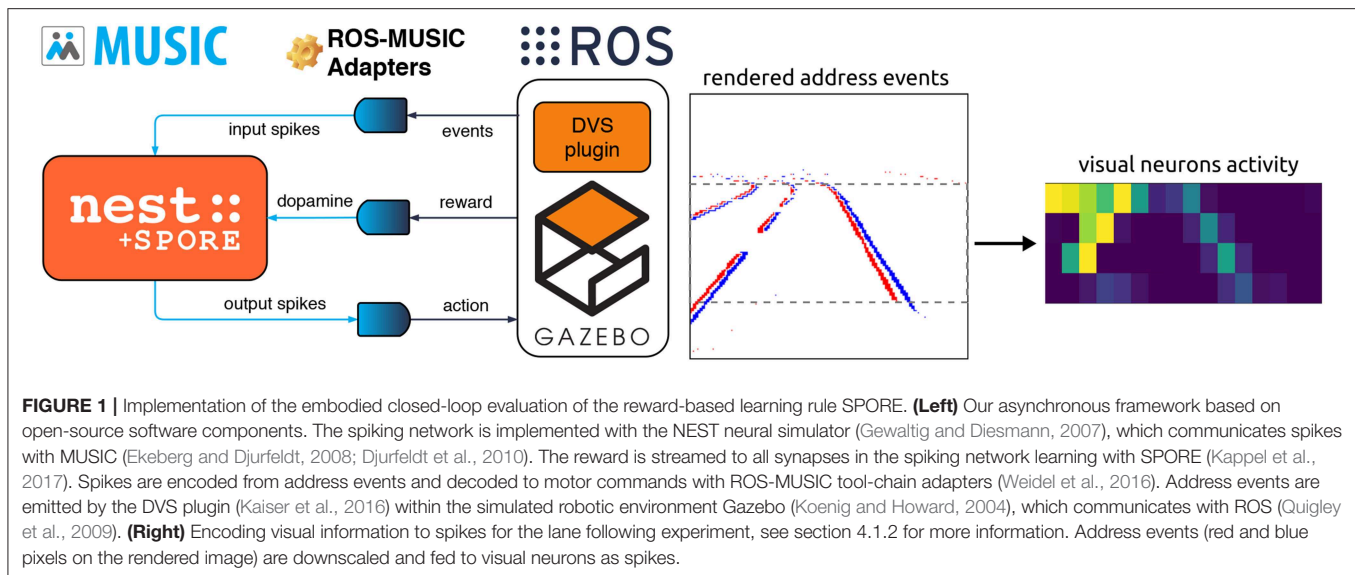 MUSIC
ROS-MUSIC
Adapters
ROS
input spikes
events
DVS
plugin
nest::
+SPORE
dopamine
reward
output spikes
action
GAZEBO
rendered address events
visual neurons activity
FIGURE 1 | Implementation of the embodied closed-loop evaluation of the reward-based learning rule SPORE. (Left) Our asynchronous framework based on
open-source software components. The spiking network is implemented with the NEST neural simulator (Gewaltig and Diesmann, 2007), which communicates spikes
with MUSIC (Ekeberg and Djurfeldt, 2008; Djurfeldt et al., 2010). The reward is streamed to all synapses in the spiking network learning with SPORE (Kappel et al.,
2017). Spikes are encoded from address events and decoded to motor commands with ROS-MUSIC tool-chain adapters (Weidel et al., 2016). Address events are
emitted by the DVS plugin (Kaiser et al., 2016) within the simulated robotic environment Gazebo (Koenig and Howard, 2004), which communicates with ROS (Quigley
et al., 2009). (Right) Encoding visual information to spikes for the lane following experiment, see section 4.1.2 for more information. Address events (red and blue
pixels on the rendered image) are downscaled and fed to visual neurons as spikes.